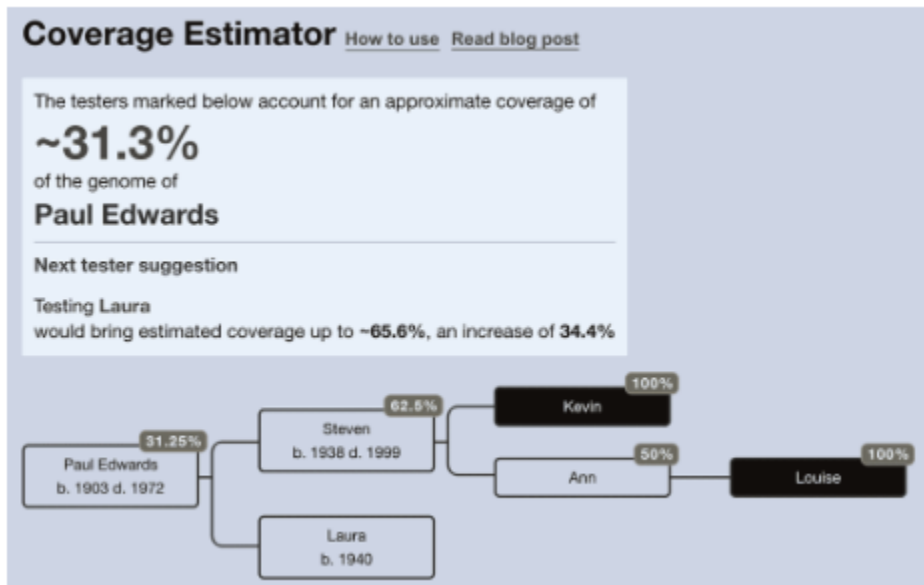 Coverage Estimator How to use Read blog post
The testers marked below account for an approximate coverage of
~31.3%
of the genome of
Paul Edwards
Next tester suggestion
Testing Laura
would bring estimated coverage up to ~65.6%, an increase of 34.4%
100%
Kevin
62.5%
Steven
b. 1938 d. 1999
31.25%
Paul Edwards
b. 1903 d. 1972
50%
Ann
100%
Louise
Laura
b. 1940